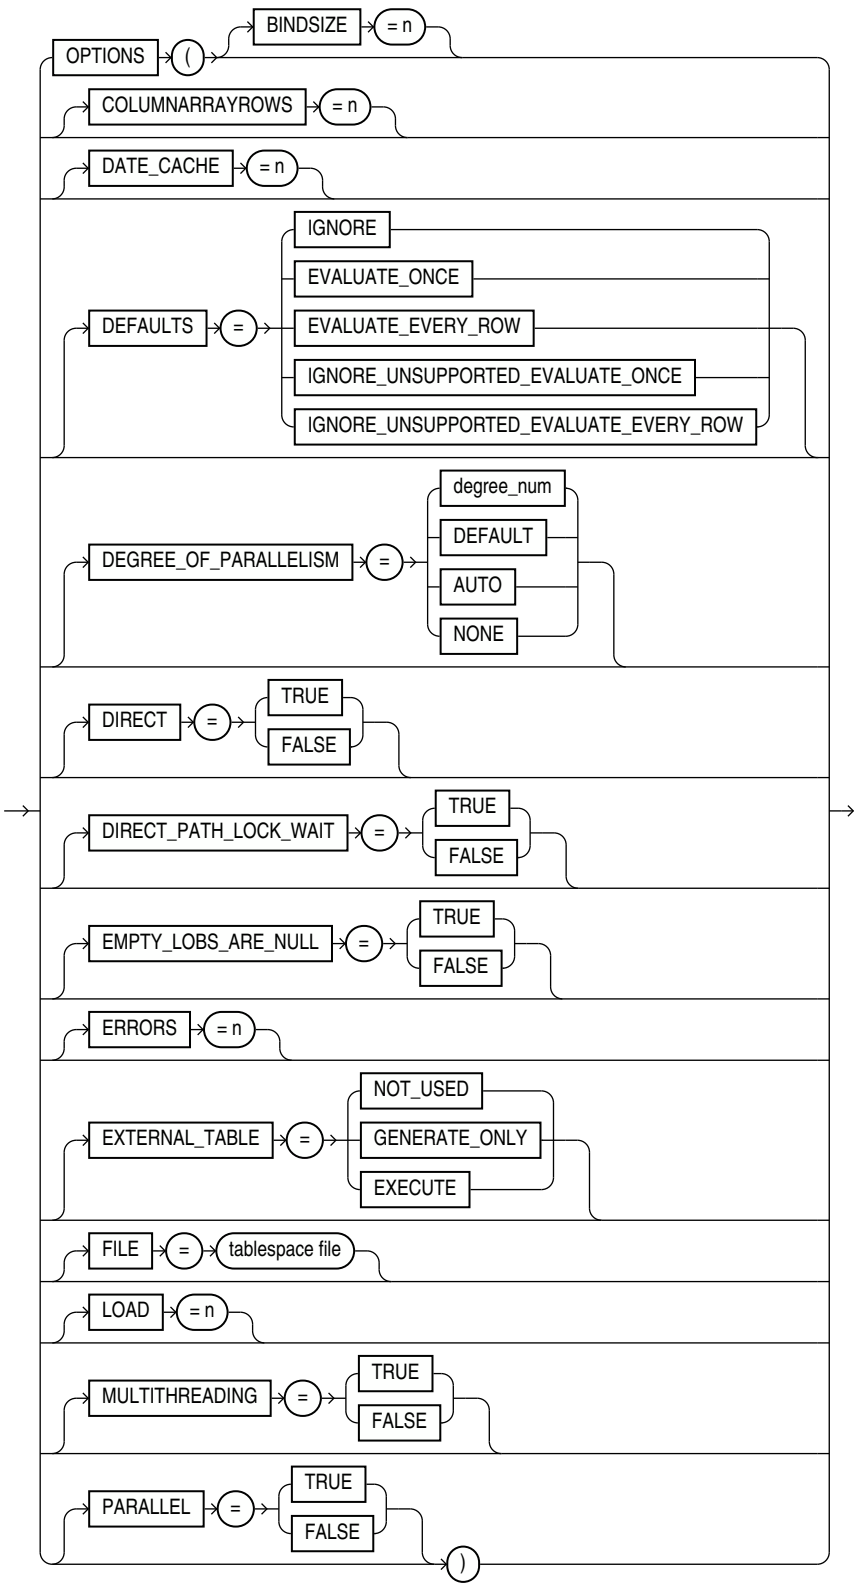 BINDSIZE = n
OPTIONS (
COLUMNARRAYROWS = n
DATE_CACHE = n
IGNORE
EVALUATE_ONCE
DEFAULTS = EVALUATE_EVERY_ROW
IGNORE_UNSUPPORTED_EVALUATE_ONCE
IGNORE_UNSUPPORTED_EVALUATE_EVERY_ROW
degree_num
DEFAULT
DEGREE_OF_PARALLELISM =
AUTO
NONE
TRUE
DIRECT =
FALSE
TRUE
DIRECT_PATH_LOCK_WAIT =
FALSE
TRUE
EMPTY_LOBS_ARE_NULL =
FALSE
ERRORS = n
NOT_USED
EXTERNAL_TABLE = GENERATE_ONLY
EXECUTE
FILE = tablespace file
LOAD = n
TRUE
MULTITHREADING =
FALSE
TRUE
PARALLEL =
FALSE
)